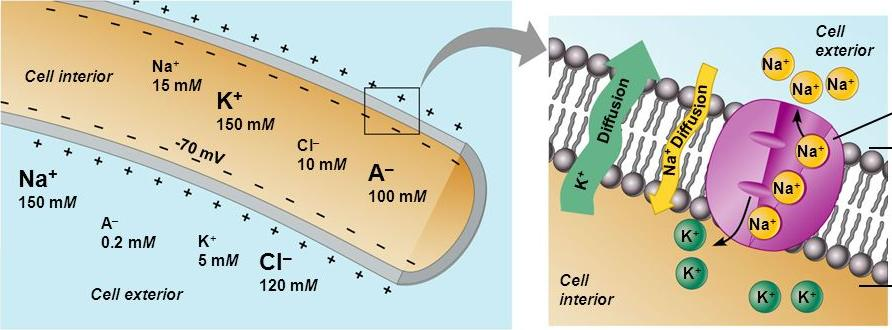 Cell interior
Na⁺
15 mM
K⁺
150 mM
Cl⁻
10 mM
A⁻
100 mM
-70 mV
Na⁺
150 mM
A⁻
0.2 mM
K⁺
5 mM
Cl⁻
120 mM
Cell exterior
Cell
exterior
K⁺ Diffusion
Na⁺ Diffusion
Na⁺
Na⁺
Na⁺
Na⁺
Na⁺
Na⁺
K⁺
K⁺
K⁺
K⁺
Cell
interior